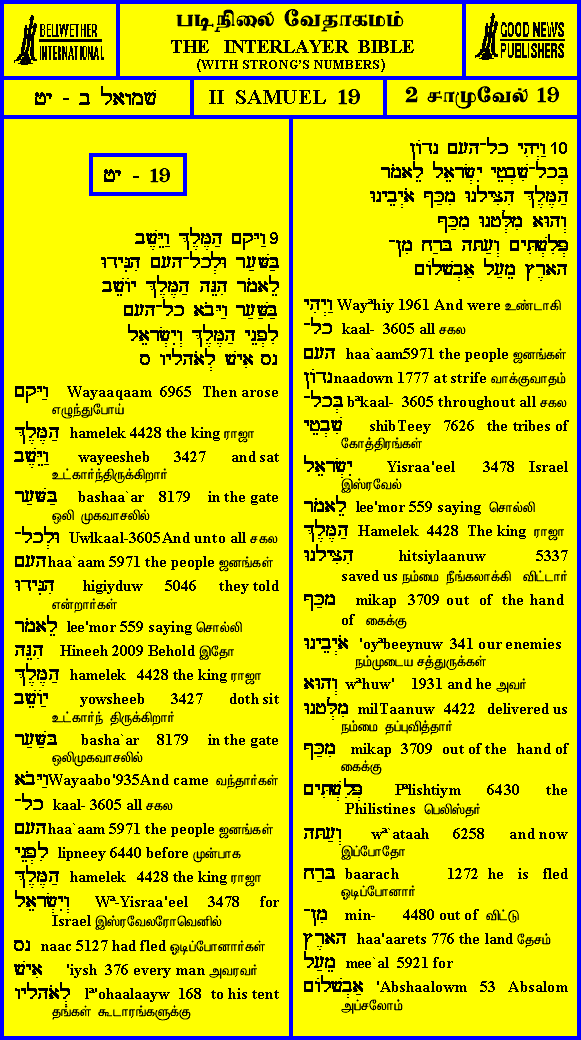 BELLWETHER
INTERNATIONAL
படிநிலை வேதாகமம்
THE INTERLAYER BIBLE
(WITH STRONG'S NUMBERS)
GOOD NEWS
PUBLISHERS
שמואל ב - יט
II SAMUEL 19
2 சாமுவேல் 19
19 - יט
9 וַיָּקָם הַמֶּלֶךְ וַיֵּשֶׁב
בַּשָּׁעַר וּלְכָל־הָעָם הִגִּידוּ
לֵאמֹר הִנֵּה הַמֶּלֶךְ יוֹשֵׁב
בַּשַּׁעַר וַיָּבֹא כָל־הָעָם
לִפְנֵי הַמֶּלֶךְ וְיִשְׂרָאֵל
נָס אִישׁ לְאֹהָלָיו ס
וַיָּקָם Wayaaqaam 6965 Then arose
எழுந்துபோய்
הַמֶּלֶךְ hamelek 4428 the king ராஜா
וַיֵּשֶׁב wayeesheb 3427 and sat
உட்கார்ந்திருக்கிறார்
בַּשָּׁעַר bashaa`ar 8179 in the gate
ஒலி முகவாசலில்
וּלְכָל־ Uwlkaal-3605 And unto all சகல
הָעָם haa`aam 5971 the people ஜனங்கள்
הִגִּידוּ higiyduw 5046 they told
என்றார்கள்
לֵאמֹר lee'mor 559 saying சொல்லி
הִנֵּה Hineeh 2009 Behold இதோ
הַמֶּלֶךְ hamelek 4428 the king ராஜா
יוֹשֵׁב yowsheeb 3427 doth sit
உட்கார்ந் திருக்கிறார்
בַּשַּׁעַר basha`ar 8179 in the gate
ஒலிமுகவாசலில்
וַיָּבֹא Wayaabo'935And came வந்தார்கள்
כָל־ kaal- 3605 all சகல
הָעָם haa`aam 5971 the people ஜனங்கள்
לִפְנֵי lipneey 6440 before முன்பாக
הַמֶּלֶךְ hamelek 4428 the king ராஜா
וְיִשְׂרָאֵל Wª-Yisraa'eel 3478 for
Israel இஸ்ரவேலரோவெனில்
נָס naac 5127 had fled ஓடிப்போனார்கள்
אִישׁ 'iysh 376 every man அவரவர்
לְאֹהָלָיו lª'ohaalaayw 168 to his tent
தங்கள் கூடாரங்களுக்கு
10 וַיְהִי כָל־הָעָם נָדוֹן
בְּכָל־שִׁבְטֵי יִשְׂרָאֵל לֵאמֹר
הַמֶּלֶךְ הִצִּילָנוּ מִכַּף אֹיְבֵינוּ
וְהוּא מִלְּטָנוּ מִכַּף
פְּלִשְׁתִּים וְעַתָּה בָּרַח מִן־
הָאָרֶץ מֵעַל אַבְשָׁלוֹם
וַיְהִי Wayªhiy 1961 And were உண்டாகி
כָל־ kaal- 3605 all சகல
הָעָם haa`aam5971 the people ஜனங்கள்
נָדוֹן naadown 1777 at strife வாக்குவாதம்
בְּכָל־ bªkaal- 3605 throughout all சகல
שִׁבְטֵי shibTeey 7626 the tribes of
கோத்திரங்கள்
יִשְׂרָאֵל Yisraa'eel 3478 Israel
இஸ்ரவேல்
לֵאמֹר lee'mor 559 saying சொல்லி
הַמֶּלֶךְ Hamelek 4428 The king ராஜா
הִצִּילָנוּ hitsiylaanuw 5337
saved us நம்மை நீங்கலாக்கி விட்டார்
מִכַּף mikap 3709 out of the hand
of கைக்கு
אֹיְבֵינוּ 'oyªbeeynuw 341 our enemies
நம்முடைய சத்துருக்கள்
וְהוּא wªhuw' 1931 and he அவர்
מִלְּטָנוּ milTaanuw 4422 delivered us
நம்மை தப்புவித்தார்
מִכַּף mikap 3709 out of the hand of
கைக்கு
פְּלִשְׁתִּים Pªlishtiym 6430 the
Philistines பெலிஸ்தர்
וְעַתָּה wª`ataah 6258 and now
இப்போதோ
בָּרַח baarach 1272 he is fled
ஓடிப்போனார்
מִן־ min- 4480 out of விட்டு
הָאָרֶץ haa'aarets 776 the land தேசம்
מֵעַל mee`al 5921 for
אַבְשָׁלוֹם 'Abshaalowm 53 Absalom
அப்சலோம்